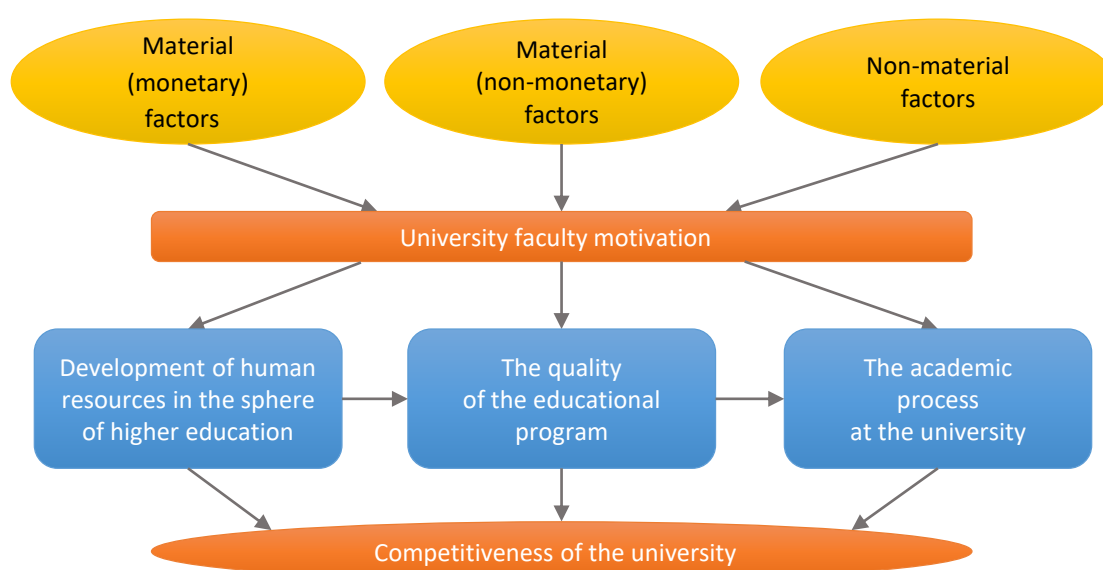 Material
(monetary)
factors
Material
(non-monetary)
factors
Non-material
factors
University faculty motivation
Development of human
resources in the sphere
of higher education
The quality
of the educational
program
The academic
process
at the university
Competitiveness of the university